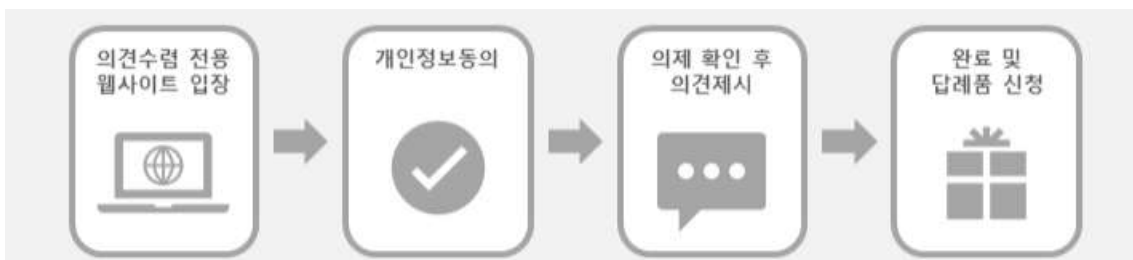 의견수렴 전용
웹사이트 입장
개인정보동의
의제 확인 후
의견제시
완료 및
답례품 신청